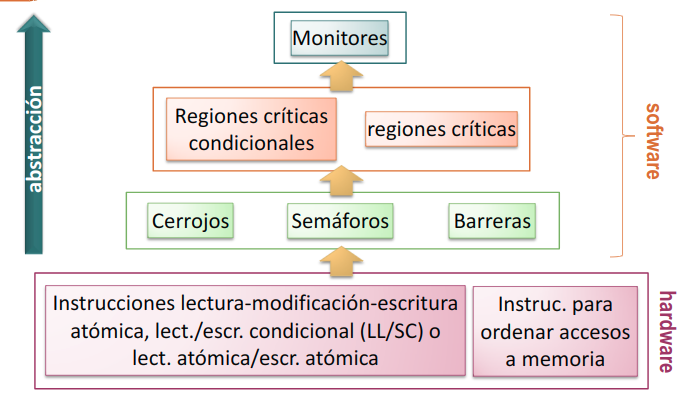 Monitores
abstracción
Regiones críticas
condicionales
regiones críticas
software
Cerrojos
Semáforos
Barreras
Instrucciones lectura-modificación-escritura
atómica, lect./escr. condicional (LL/SC) o
lect. atómica/escr. atómica
Instruc. para
ordenar accesos
a memoria
hardware